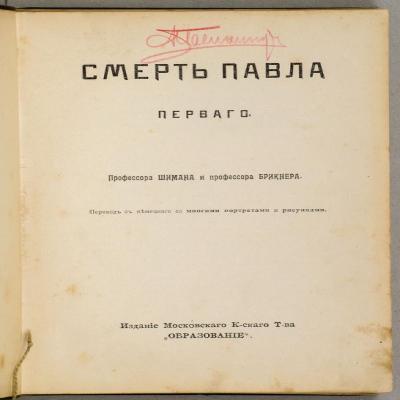 СМЕРТЬ ПАВЛА
ПЕРВАГО.
Профессора ШИМАНА и профессора БРИКНЕРА.
Переводъ съ нѣмецкаго со многими портретами и рисунками.
Изданіе Московскаго К-скаго Т-ва
„ОБРАЗОВАНІЕ".